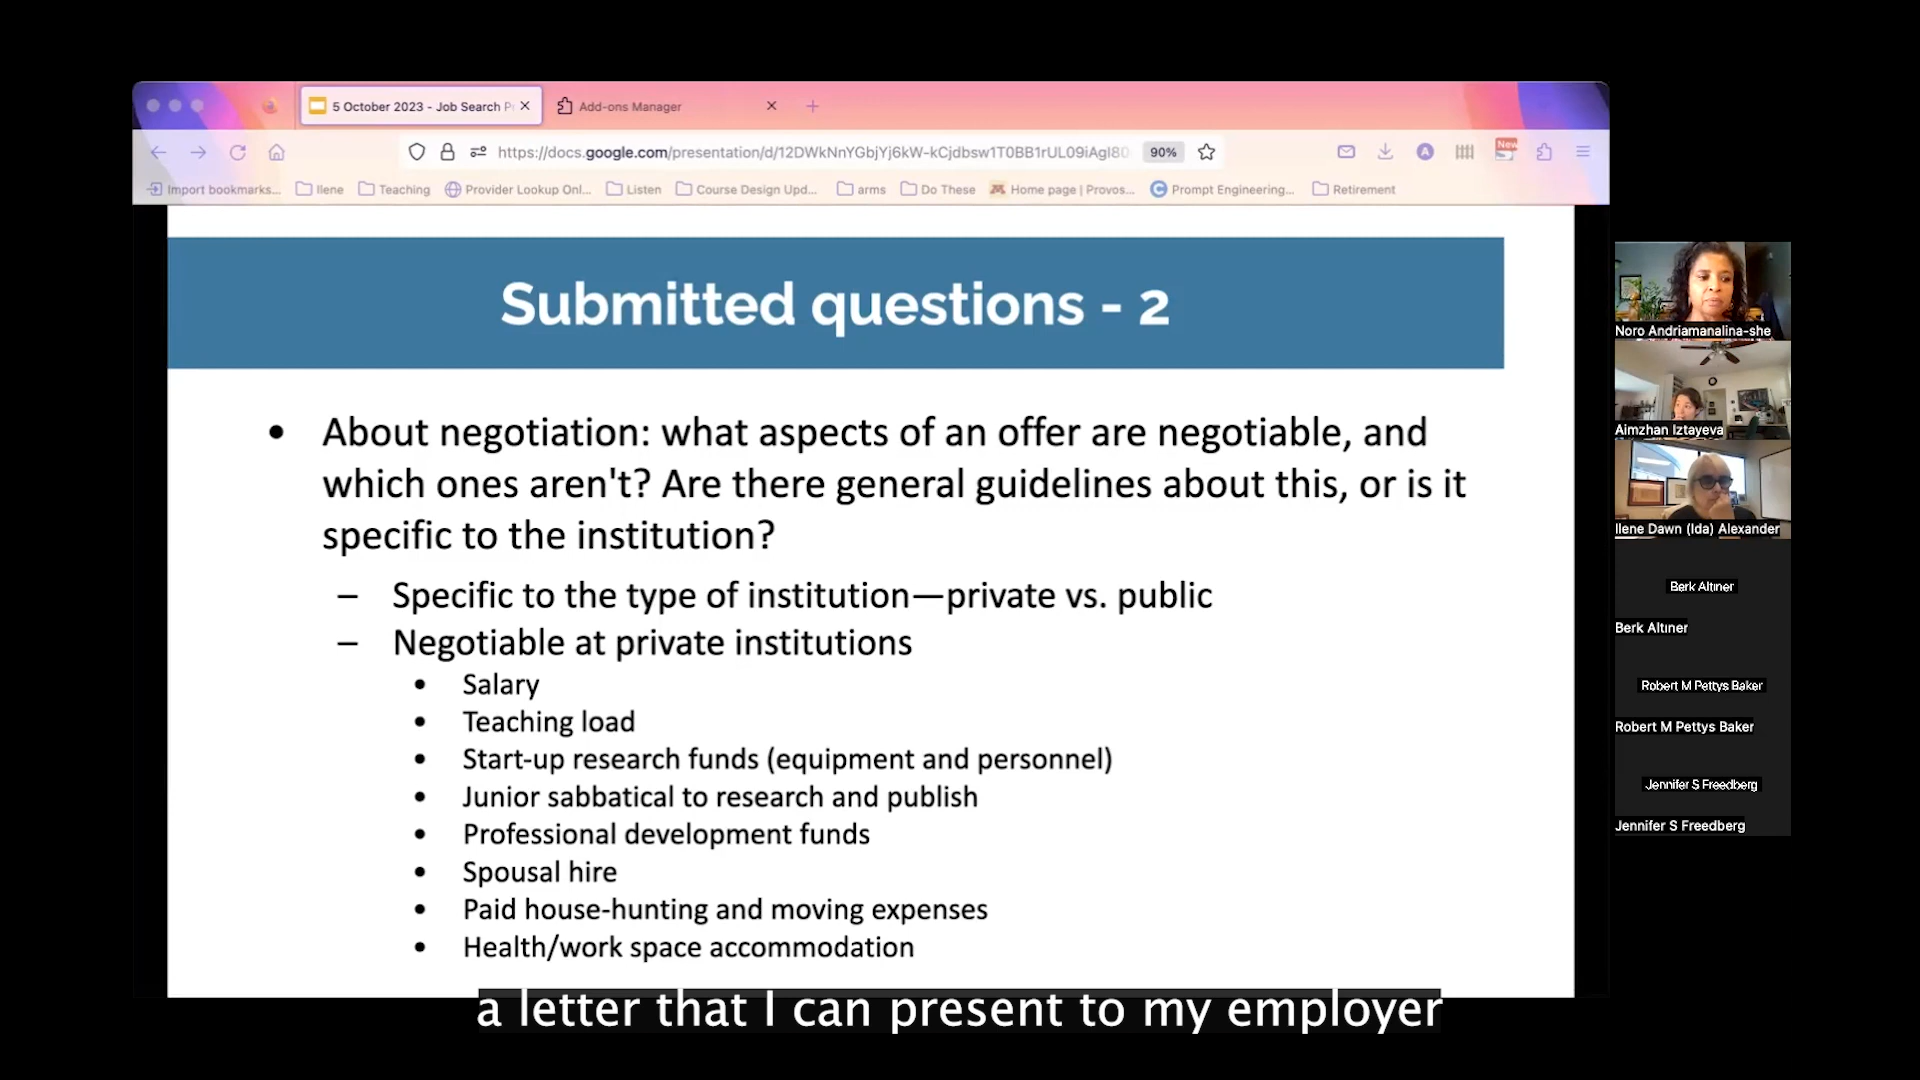 5 October 2023 - Job Search P
Add-ons Manager
https://docs.google.com/presentation/d/12DWkNnYGbjYj6kW-kCjdbsw1T0BB1rUL09iAgI80
90%
New
Import bookmarks...
Ilene
Teaching
Provider Lookup Onl...
Listen
Course Design Upd...
arms
Do These
Home page | Provos...
Prompt Engineering...
Retirement
Submitted questions - 2
• About negotiation: what aspects of an offer are negotiable, and
which ones aren't? Are there general guidelines about this, or is it
specific to the institution?
– Specific to the type of institution—private vs. public
– Negotiable at private institutions
• Salary
• Teaching load
• Start-up research funds (equipment and personnel)
• Junior sabbatical to research and publish
• Professional development funds
• Spousal hire
• Paid house-hunting and moving expenses
• Health/work space accommodation
a letter that I can present to my employer
Noro Andriamanalina-she
Aimzhan Iztayeva
Ilene Dawn (Ida) Alexander
Berk Altıner
Berk Altıner
Robert M Pettys Baker
Robert M Pettys Baker
Jennifer S Freedberg
Jennifer S Freedberg